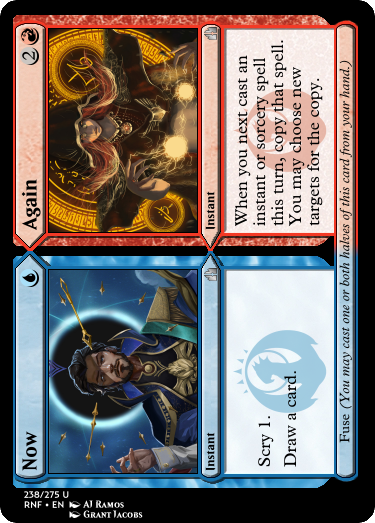 Now
Instant
Scry 1.
Draw a card.
Again
2
Instant
When you next cast an
instant or sorcery spell
this turn, copy that spell.
You may choose new
targets for the copy.
Fuse (You may cast one or both halves of this card from your hand.)
238/275 U
RNF • EN AJ Ramos
Grant Jacobs